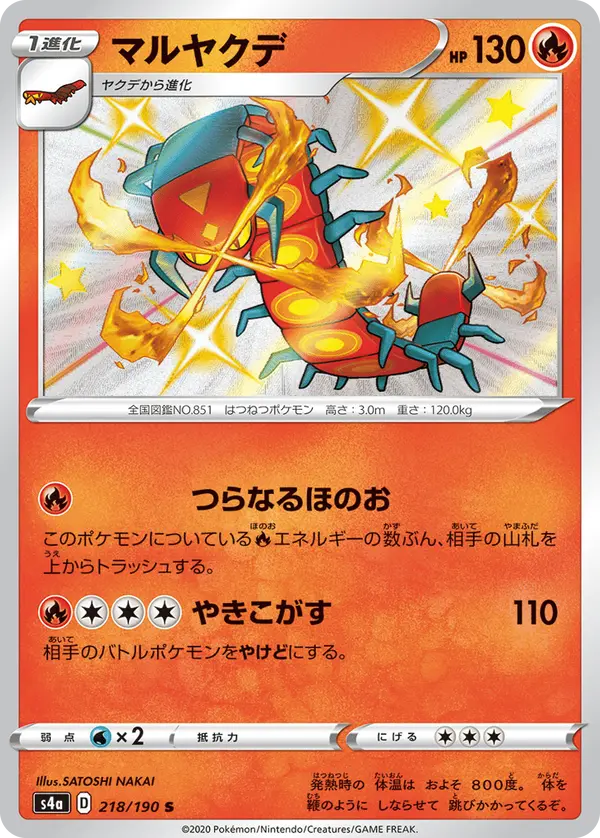 1進化 マルヤクデ HP 130
ヤクデから進化
全国図鑑NO.851 はつねつポケモン 高さ:3.0m 重さ:120.0kg
つらなるほのお
このポケモンについているエネルギーの数ぶん、相手の山札を
上からトラッシュする。
やきこがす 110
相手のバトルポケモンをやけどにする。
弱点 ×2 抵抗力 にげる
Illus.SATOSHI NAKAI
発熱時の 体温は およそ 800度。 体を
s4a D 218/190 S
鞭のように しならせて 跳びかかってくるぞ。
©2020 Pokémon/Nintendo/Creatures/GAME FREAK.